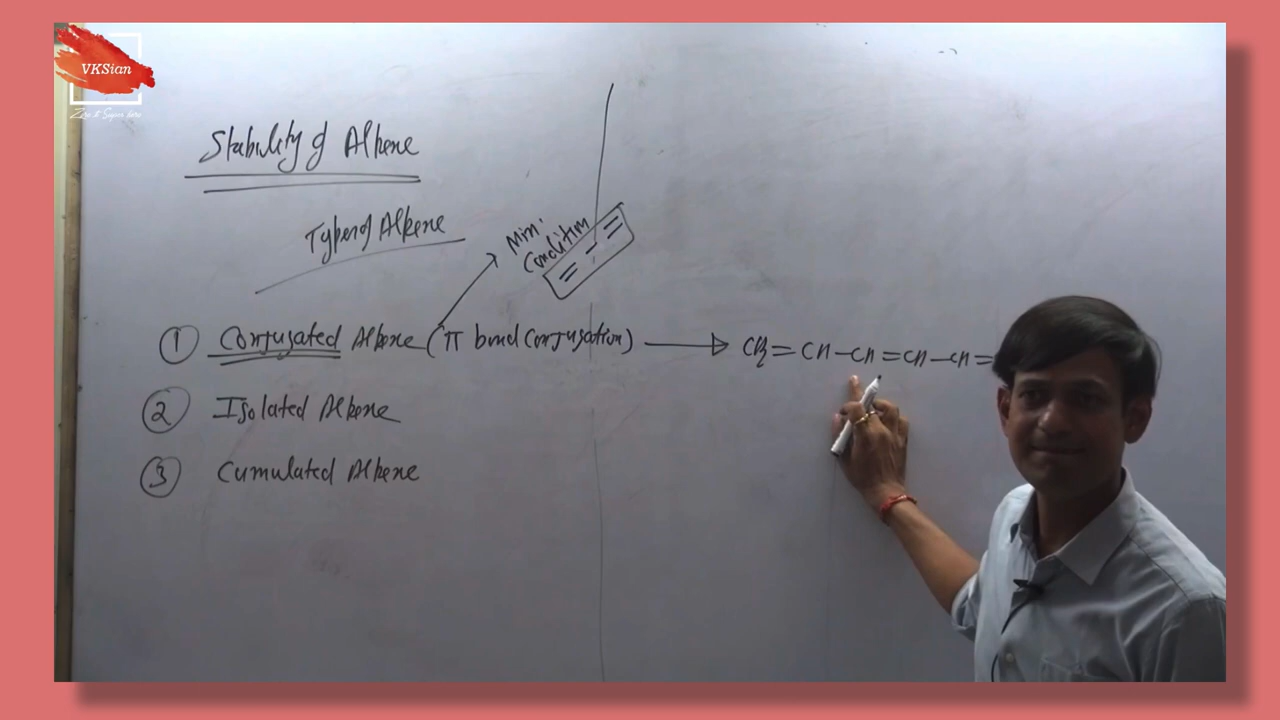 VKSian
Stability of Alkene
Type of Alkene
Mini.
Condition
① Conjugated Alkene (π bond Conjugation) → CH2=CH-CH=CH-CH=
② Isolated Alkene
③ Cumulated Alkene